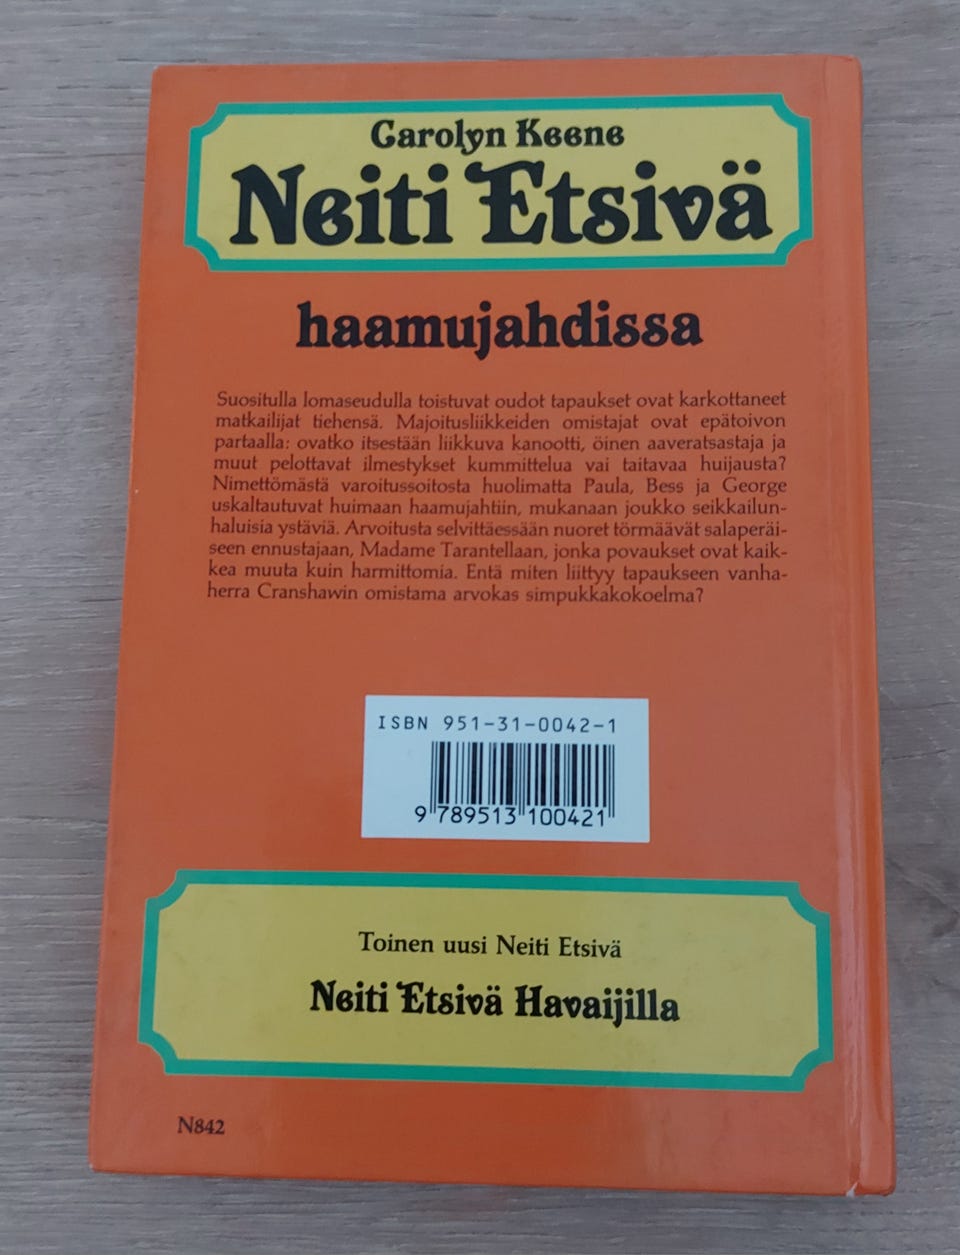 Carolyn Keene
Neiti Etsivä
haamujahdissa
Suositulla lomaseudulla toistuvat oudot tapaukset ovat karkottaneet
matkailijat tiehensä. Majoitusliikkeiden omistajat ovat epätoivon
partaalla: ovatko itsestään liikkuva kanootti, öinen aaveratsastaja ja
muut pelottavat ilmestykset kummittelua vai taitavaa huijausta?
Nimettömästä varoitussoitosta huolimatta Paula, Bess ja George
uskaltautuvat huimaan haamujahtiin, mukanaan joukko seikkailun-
haluisia ystäviä. Arvoitusta selvittäessään nuoret törmäävät salaperäi-
seen ennustajaan, Madame Tarantellaan, jonka povaukset ovat kaik-
kea muuta kuin harmittomia. Entä miten liittyy tapaukseen vanha-
herra Cranshawin omistama arvokas simpukkakokoelma?
ISBN 951-31-0042-1
9 789513 100421
Toinen uusi Neiti Etsivä
Neiti Etsivä Havaijilla
N842